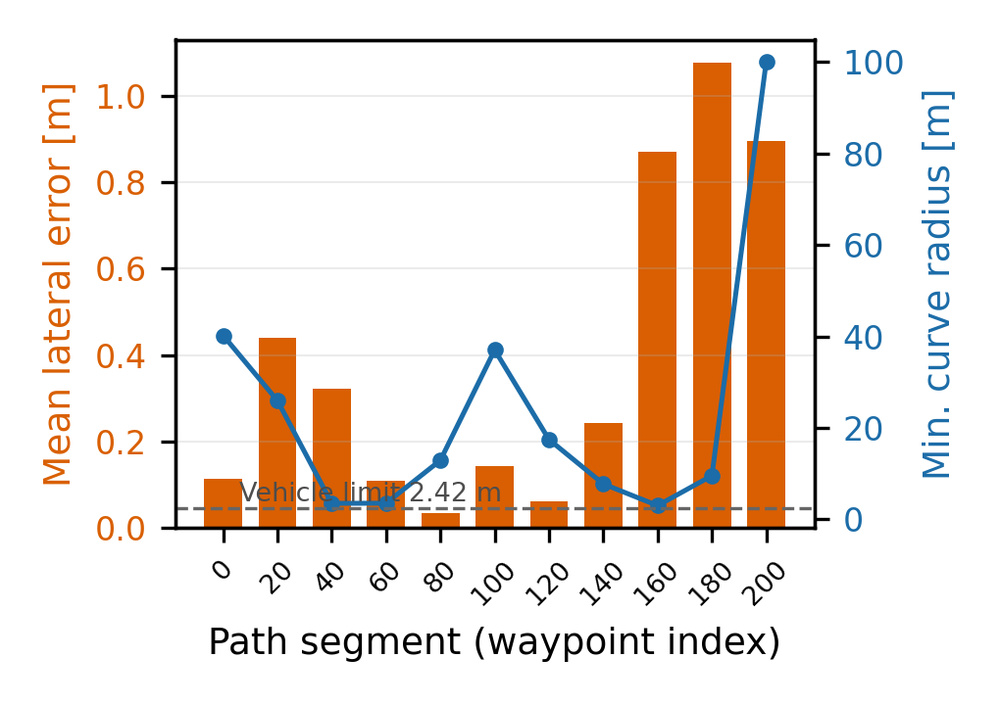 Mean lateral error [m]
1.0
0.8
0.6
0.4
0.2
0.0
Vehicle limit 2.42 m
100
80
60
40
20
0
Min. curve radius [m]
0 20 40 60 80 100 120 140 160 180 200
Path segment (waypoint index)